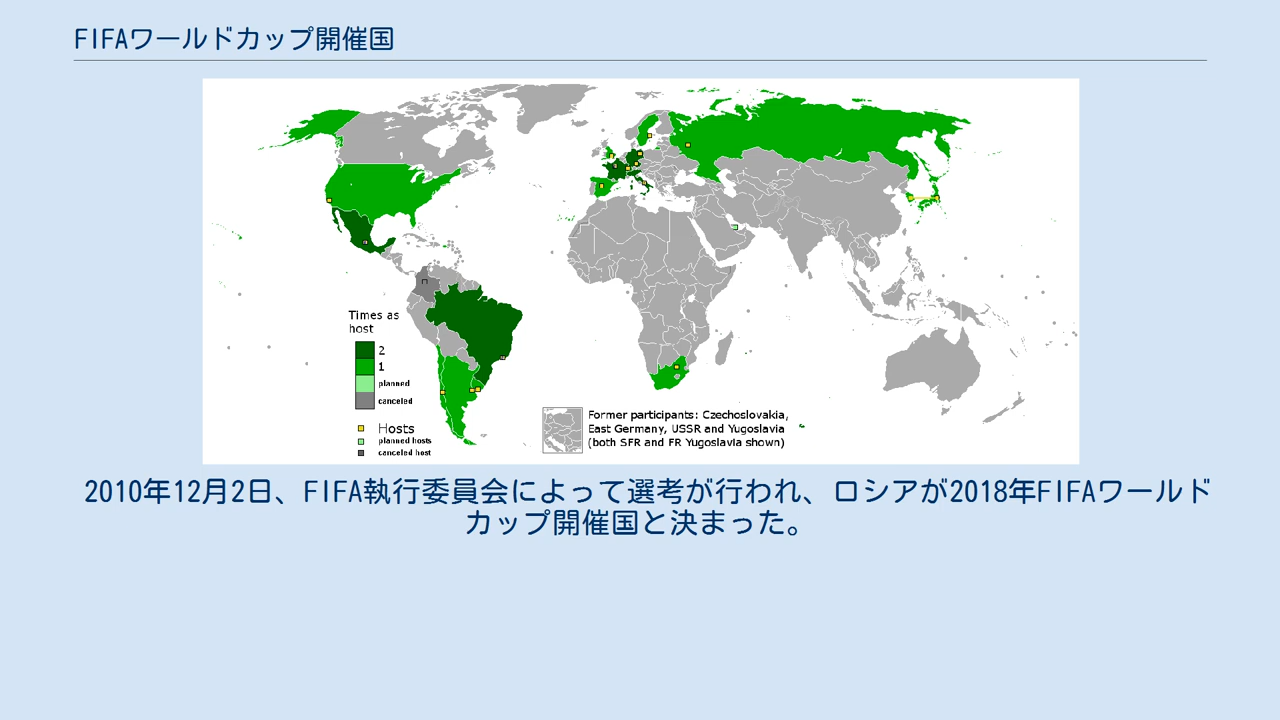 FIFAワールドカップ開催国
Times as
host
2
1
planned
canceled
Hosts
planned hosts
canceled host
Former participants: Czechoslovakia,
East Germany, USSR and Yugoslavia
(both SFR and FR Yugoslavia shown)
2010年12月2日、FIFA執行委員会によって選考が行われ、ロシアが2018年FIFAワールド
カップ開催国と決まった。